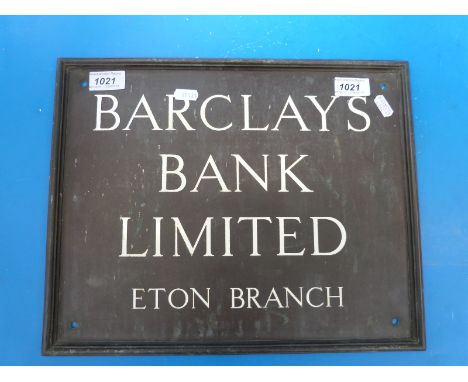 1021
1021
BARCLAYS
BANK
LIMITED
ETON BRANCH